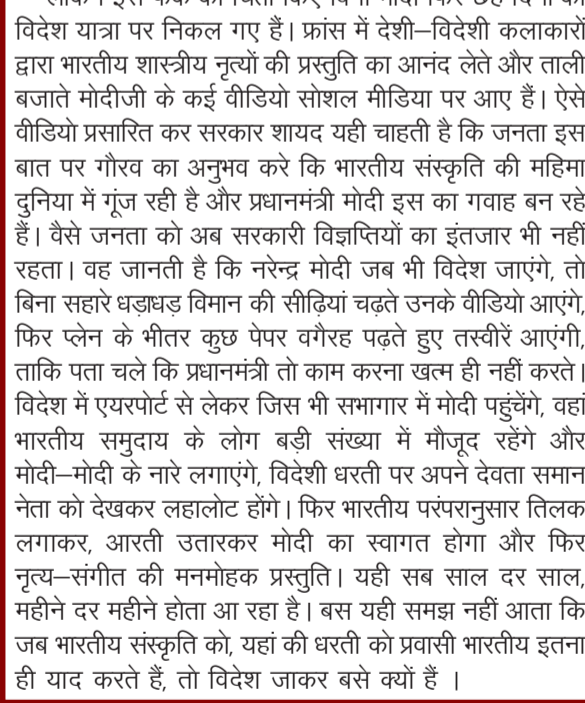 विदेश यात्रा पर निकल गए हैं। फ्रांस में देशी–विदेशी कलाकारों
द्वारा भारतीय शास्त्रीय नृत्यों की प्रस्तुति का आनंद लेते और ताली
बजाते मोदीजी के कई वीडियो सोशल मीडिया पर आए हैं। ऐसे
वीडियो प्रसारित कर सरकार शायद यही चाहती है कि जनता इस
बात पर गौरव का अनुभव करे कि भारतीय संस्कृति की महिमा
दुनिया में गूंज रही है और प्रधानमंत्री मोदी इस का गवाह बन रहे
हैं। वैसे जनता को अब सरकारी विज्ञप्तियों का इंतजार भी नहीं
रहता। वह जानती है कि नरेन्द्र मोदी जब भी विदेश जाएंगे, तो
बिना सहारे धड़ाधड़ विमान की सीढ़ियां चढ़ते उनके वीडियो आएंगे,
फिर प्लेन के भीतर कुछ पेपर वगैरह पढ़ते हुए तस्वीरें आएंगी,
ताकि पता चले कि प्रधानमंत्री तो काम करना खत्म ही नहीं करते।
विदेश में एयरपोर्ट से लेकर जिस भी सभागार में मोदी पहुंचेंगे, वहां
भारतीय समुदाय के लोग बड़ी संख्या में मौजूद रहेंगे और
मोदी–मोदी के नारे लगाएंगे, विदेशी धरती पर अपने देवता समान
नेता को देखकर लहालोट होंगे। फिर भारतीय परंपरानुसार तिलक
लगाकर, आरती उतारकर मोदी का स्वागत होगा और फिर
नृत्य–संगीत की मनमोहक प्रस्तुति। यही सब साल दर साल,
महीने दर महीने होता आ रहा है। बस यही समझ नहीं आता कि
जब भारतीय संस्कृति को, यहां की धरती को प्रवासी भारतीय इतना
ही याद करते हैं, तो विदेश जाकर बसे क्यों हैं ।